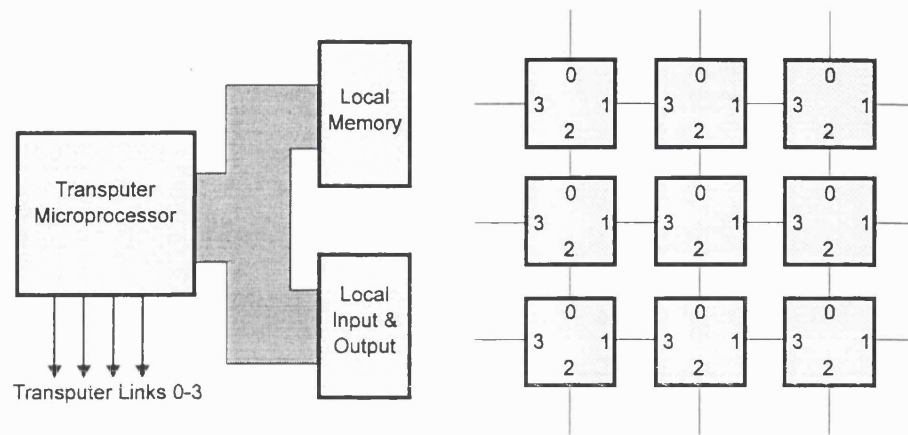 Local
Memory
Transputer
Microprocessor
Local
Input &
Output
Transputer Links 0-3
0 0 0
3 1 3 1 3 1
2 2 2
0 0 0
3 1 3 1 3 1
2 2 2
0 0 0
3 1 3 1 3 1
2 2 2